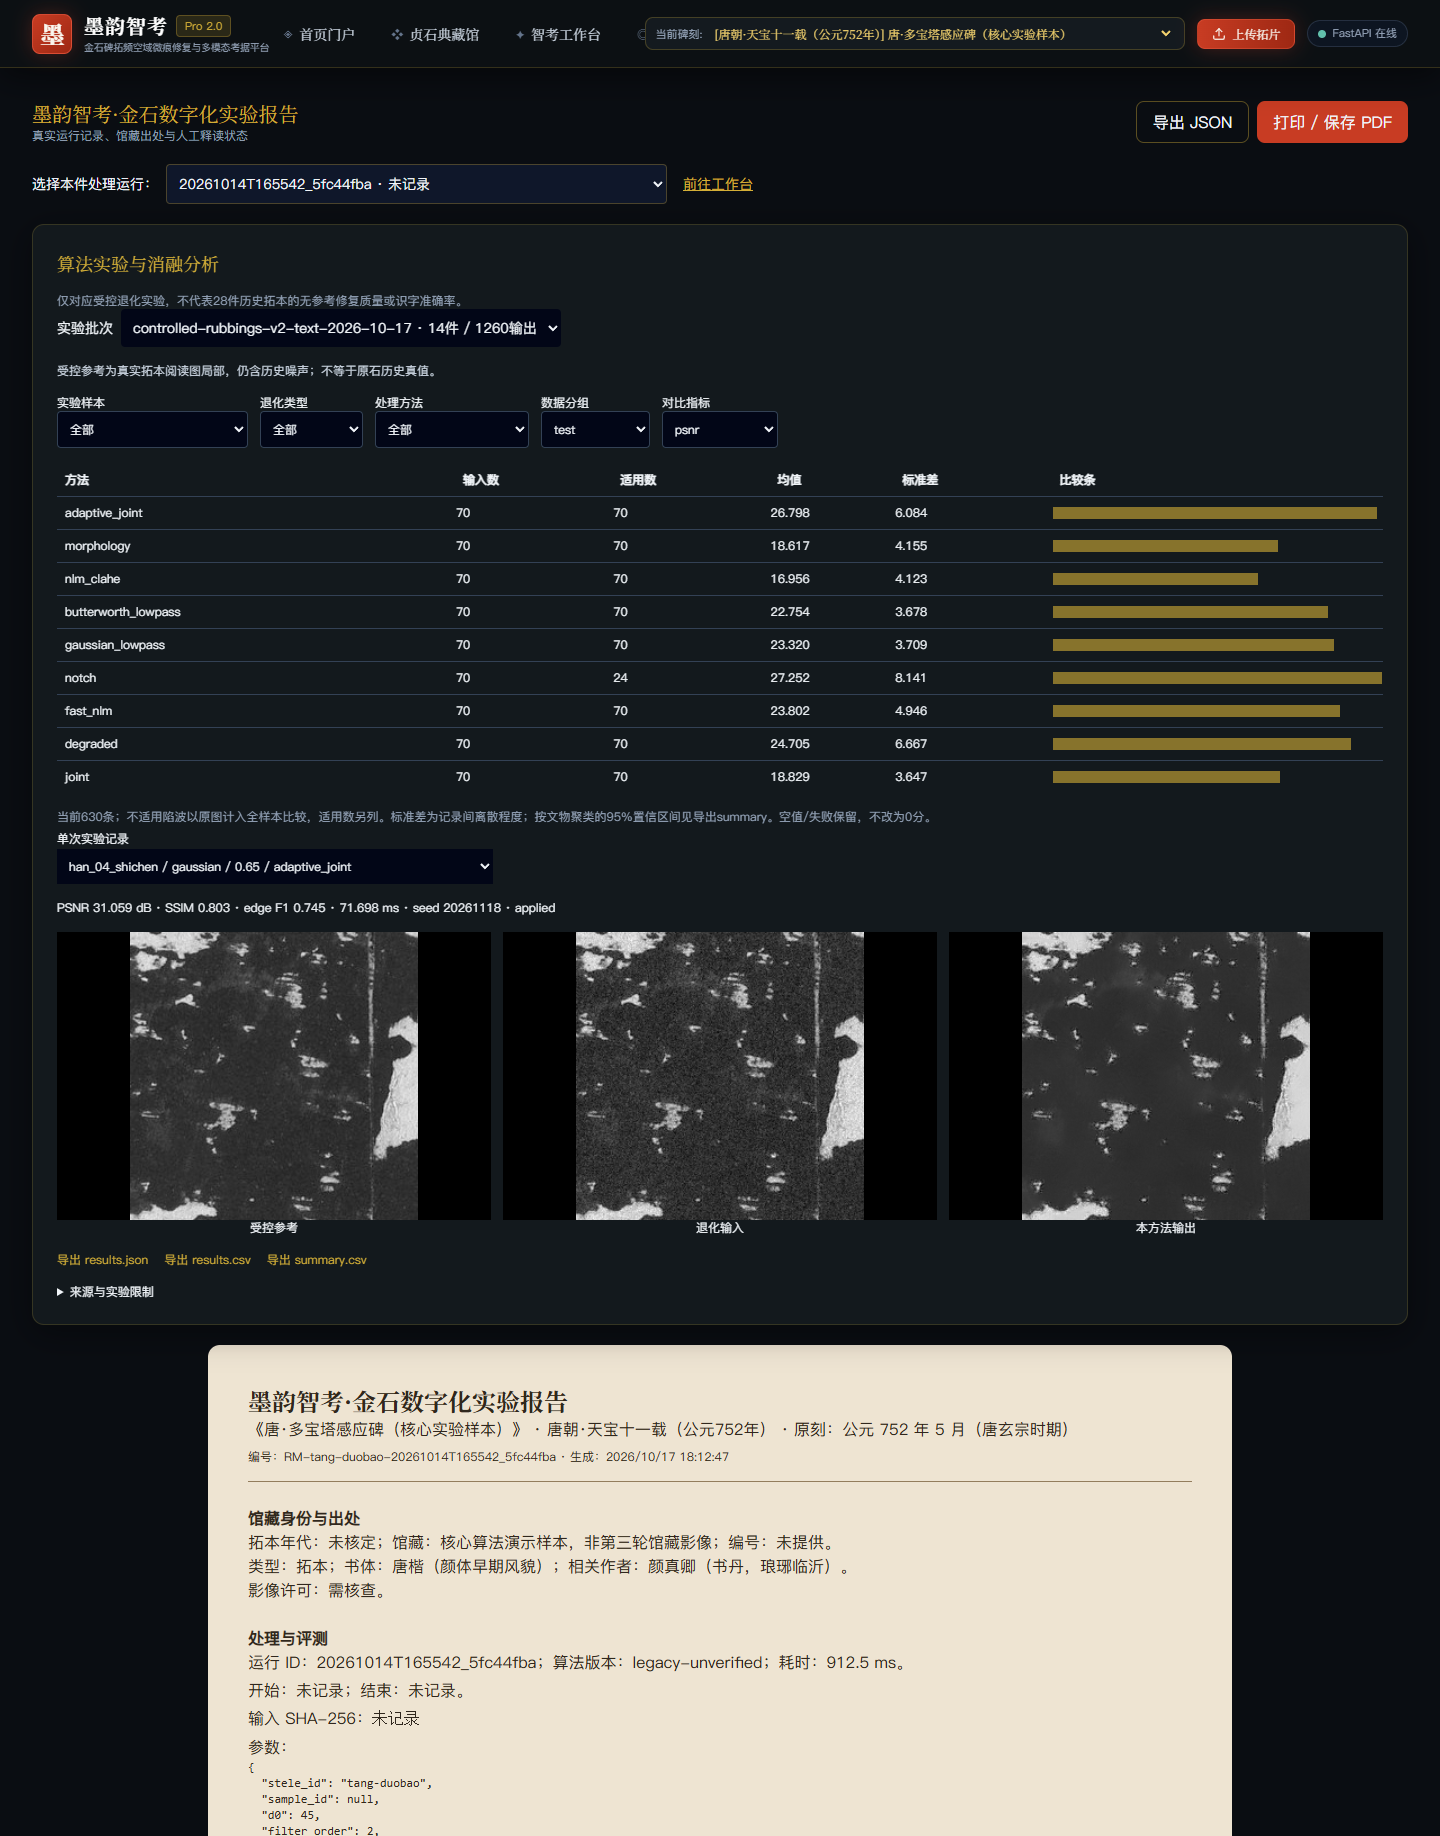 墨 墨韵智考 Pro 2.0
金石碑拓频空域微痕修复与多模态考据平台
首页门户 贞石典藏馆 智考工作台
当前碑刻: [唐朝·天宝十一载（公元752年）] 唐·多宝塔感应碑（核心实验样本）
上传拓片 FastAPI 在线
墨韵智考·金石数字化实验报告
真实运行记录、馆藏出处与人工释读状态
导出 JSON 打印 / 保存 PDF
选择本件处理运行： 20261014T165542_5fc44fba · 未记录 前往工作台
算法实验与消融分析
仅对应受控退化实验，不代表28件历史拓本的无参考修复质量或识字准确率。
实验批次 controlled-rubbings-v2-text-2026-10-17 · 14件 / 1260输出
受控参考为真实拓本阅读图局部，仍含历史噪声；不等于原石历史真值。
实验样本 退化类型 处理方法 数据分组 对比指标
全部 全部 全部 test psnr
方法 输入数 适用数 均值 标准差 比较条
adaptive_joint 70 70 26.798 6.084
morphology 70 70 18.617 4.155
nlm_clahe 70 70 16.956 4.123
butterworth_lowpass 70 70 22.754 3.678
gaussian_lowpass 70 70 23.320 3.709
notch 70 24 27.252 8.141
fast_nlm 70 70 23.802 4.946
degraded 70 70 24.705 6.667
joint 70 70 18.829 3.647
当前630条；不适用陷波以原图计入全样本比较，适用数另列。标准差为记录间离散程度；按文物聚类的95%置信区间见导出summary。空值/失败保留，不改为0分。
单次实验记录
han_04_shichen / gaussian / 0.65 / adaptive_joint
PSNR 31.059 dB · SSIM 0.803 · edge F1 0.745 · 71.698 ms · seed 20261118 · applied
受控参考 退化输入 本方法输出
导出 results.json 导出 results.csv 导出 summary.csv
来源与实验限制
墨韵智考·金石数字化实验报告
《唐·多宝塔感应碑（核心实验样本）》 · 唐朝·天宝十一载（公元752年） · 原刻：公元 752 年 5 月（唐玄宗时期）
编号：RM-tang-duobao-20261014T165542_5fc44fba · 生成：2026/10/17 18:12:47
馆藏身份与出处
拓本年代：未核定；馆藏：核心算法演示样本，非第三轮馆藏影像；编号：未提供。
类型：拓本；书体：唐楷（颜体早期风貌）；相关作者：颜真卿（书丹，琅琊临沂）。
影像许可：需核查。
处理与评测
运行 ID：20261014T165542_5fc44fba；算法版本：legacy-unverified；耗时：912.5 ms。
开始：未记录；结束：未记录。
输入 SHA-256：未记录
参数：
{
"stele_id": "tang-duobao",
"sample_id": null,
"d0": 45,
"filter_order": 2,